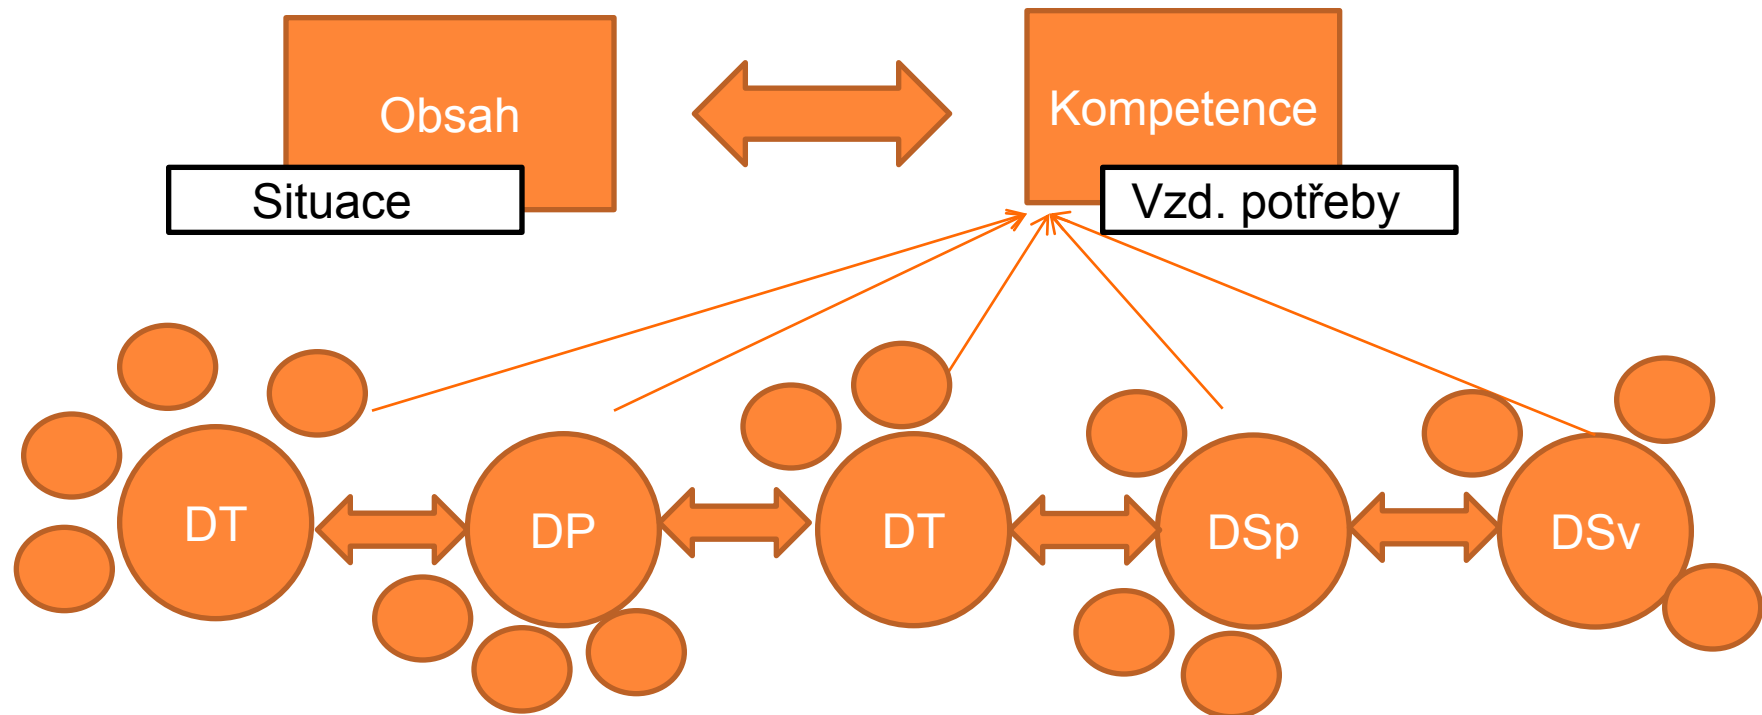 Obsah
Kompetence
Situace
Vzd. potřeby
DT
DP
DT
DSp
DSv